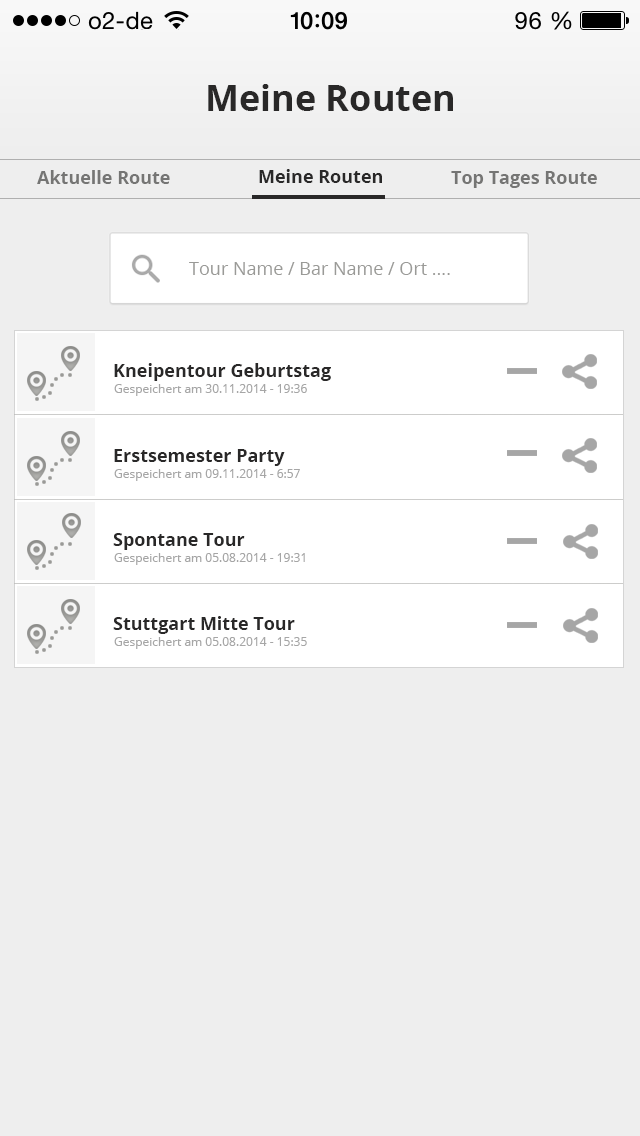 o2-de 10:09 96 %
Meine Routen
Aktuelle Route Meine Routen Top Tages Route
Tour Name / Bar Name / Ort ....
Kneipentour Geburtstag
Gespeichert am 30.11.2014 - 19:36
Erstsemester Party
Gespeichert am 09.11.2014 - 6:57
Spontane Tour
Gespeichert am 05.08.2014 - 19:31
Stuttgart Mitte Tour
Gespeichert am 05.08.2014 - 15:35